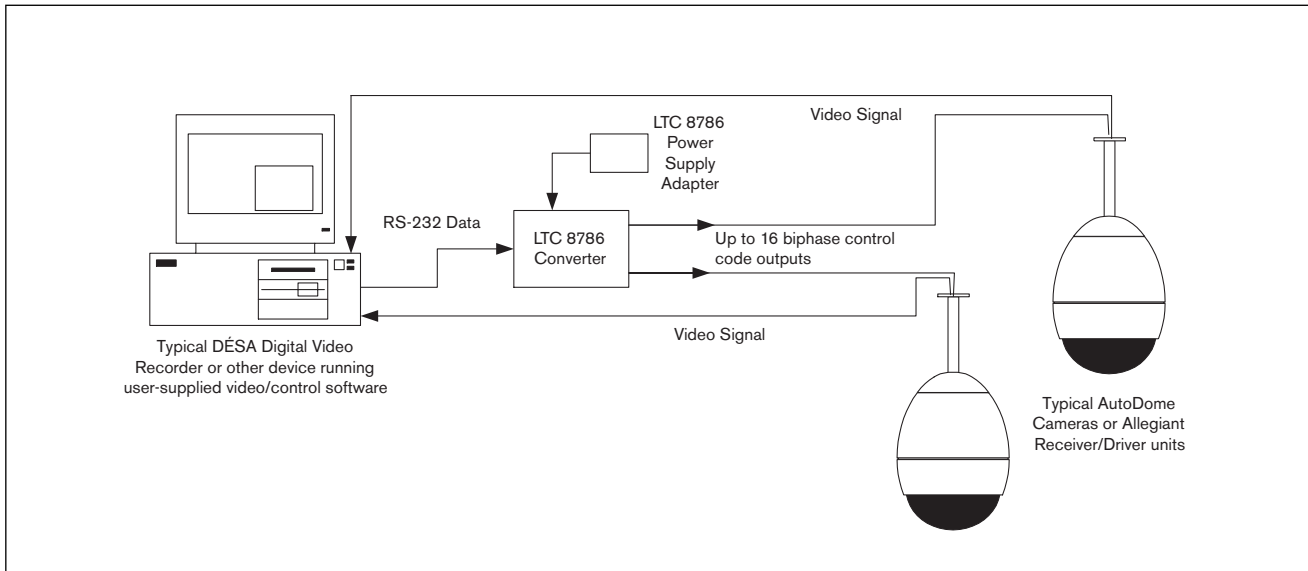 Video Signal
LTC 8786
Power
Supply
Adapter
RS-232 Data
LTC 8786
Converter
Up to 16 biphase control
code outputs
Video Signal
Typical DÉSA Digital Video
Recorder or other device running
user-supplied video/control software
Typical AutoDome
Cameras or Allegiant
Receiver/Driver units